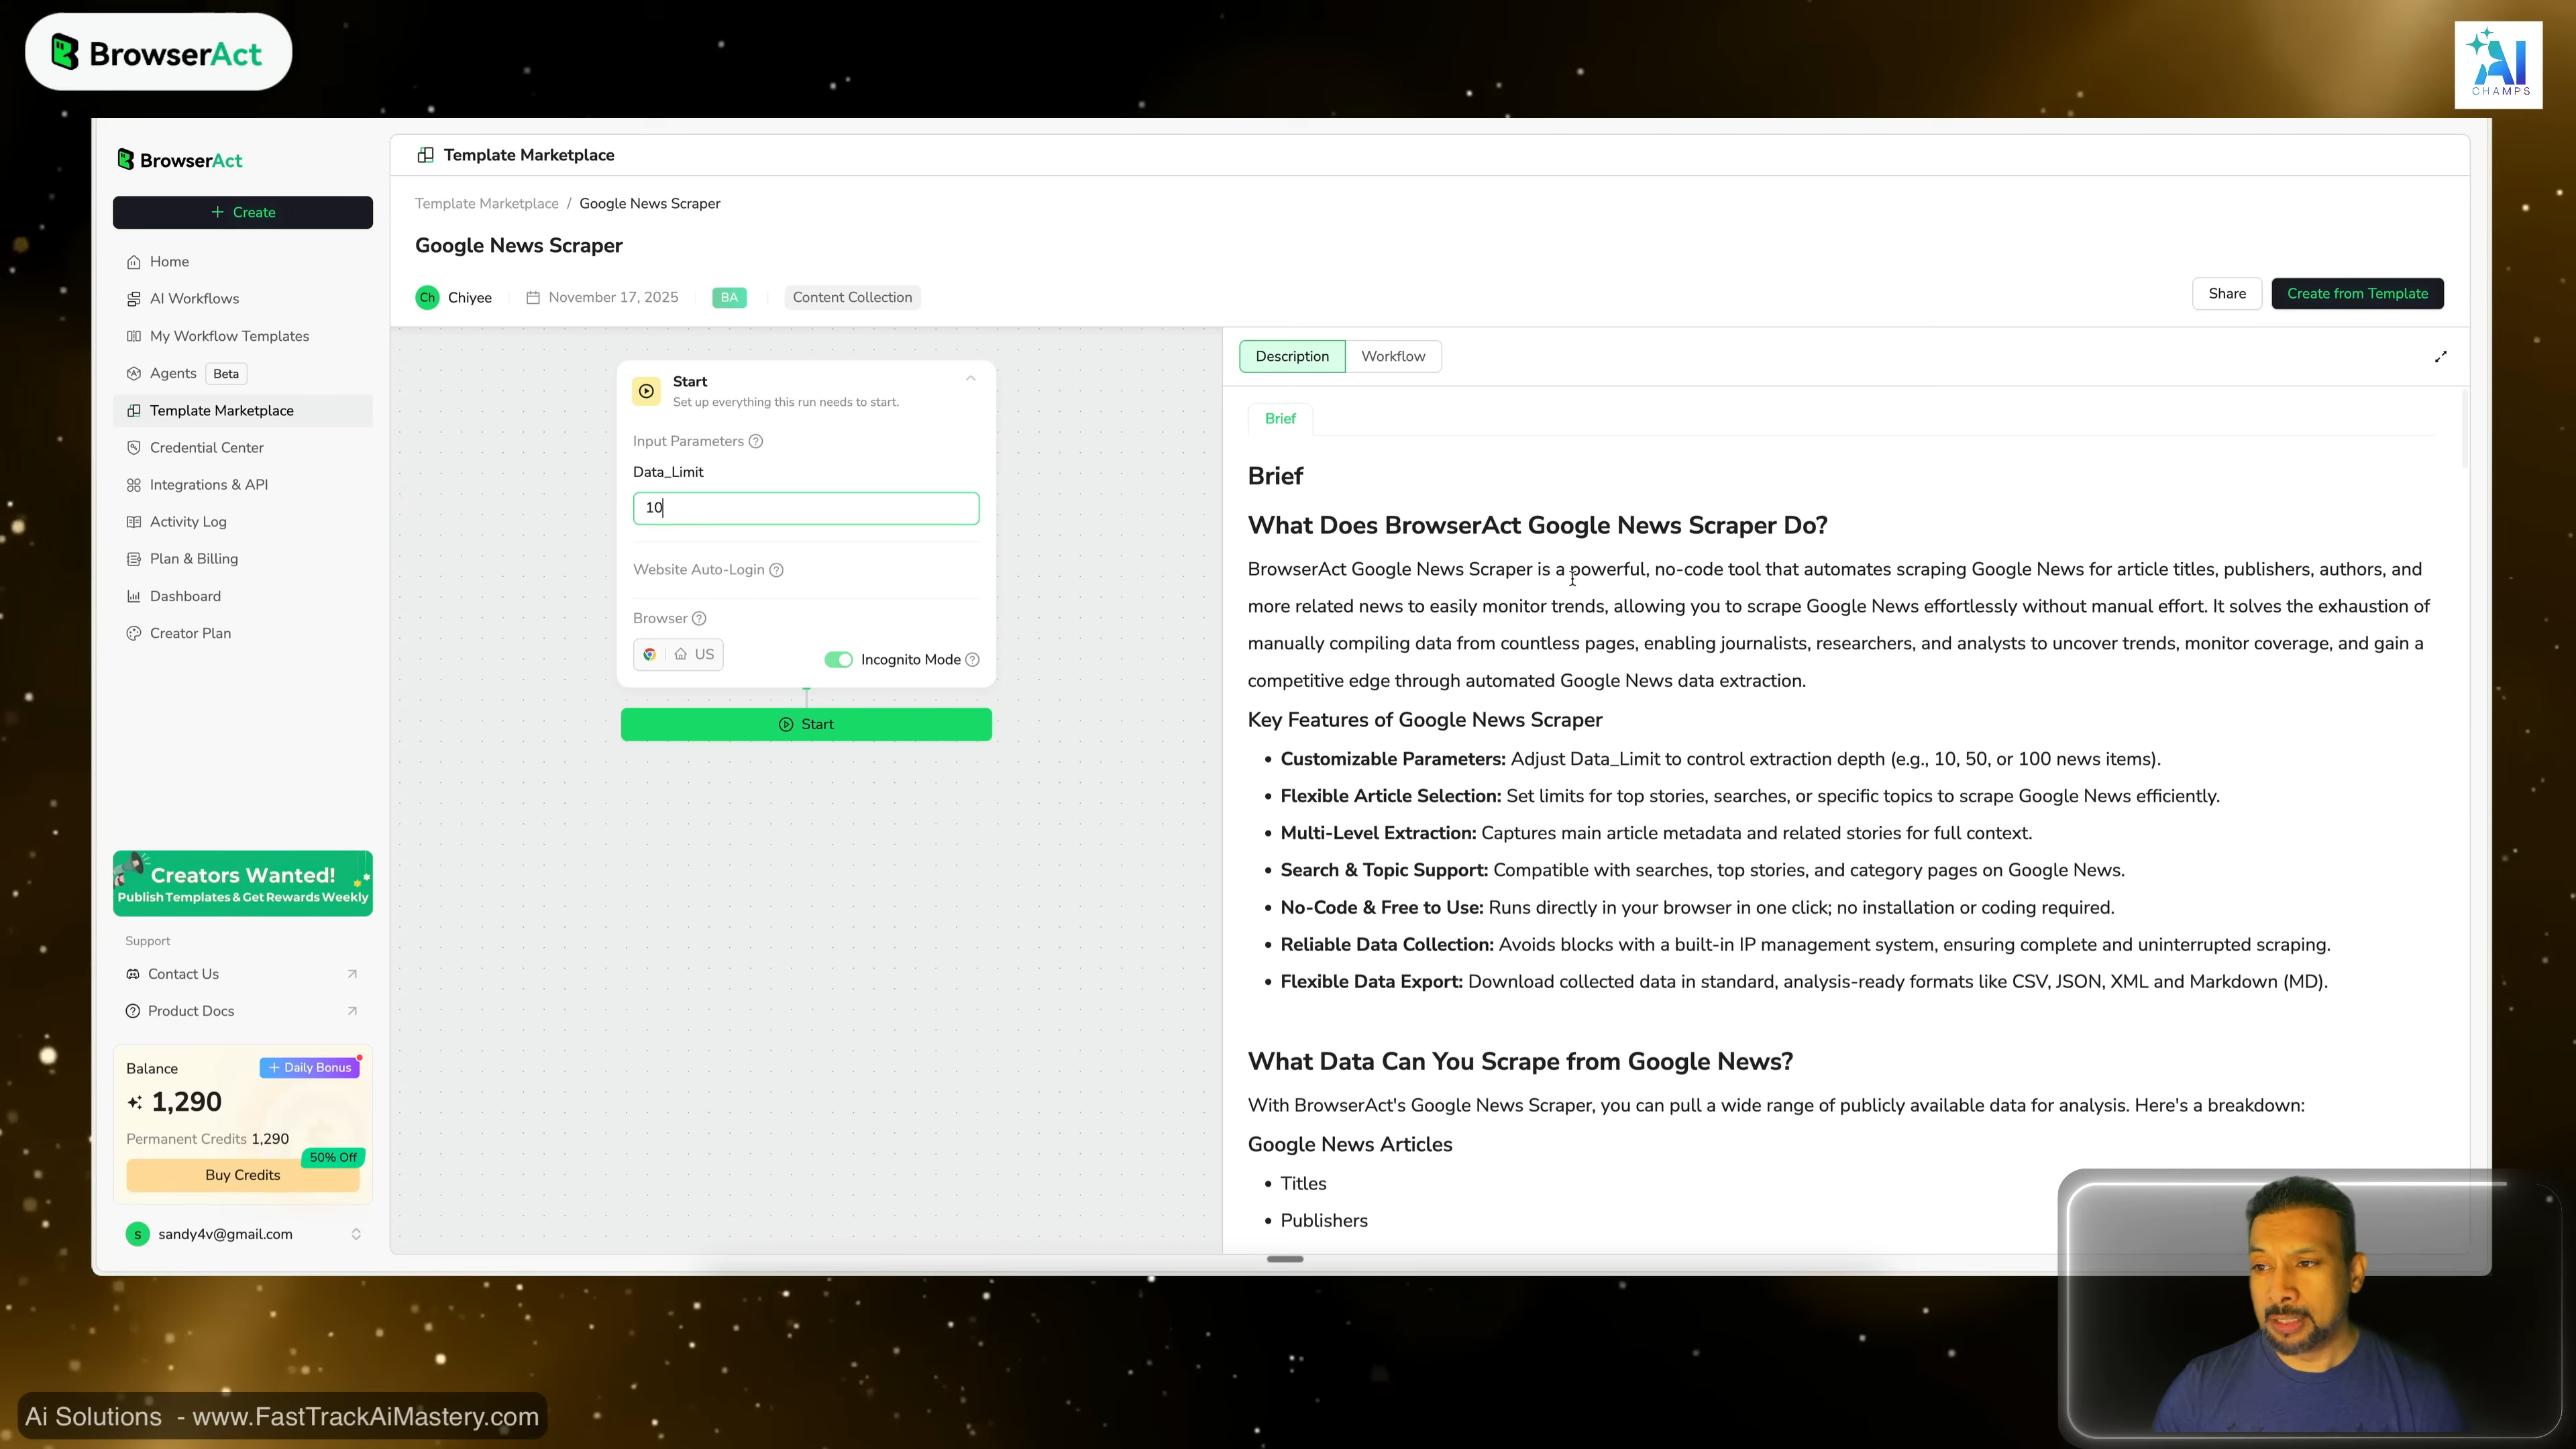 BrowserAct
AI
CHAMPS
BrowserAct
Create
Home
AI Workflows
My Workflow Templates
Agents Beta
Template Marketplace
Credential Center
Integrations & API
Activity Log
Plan & Billing
Dashboard
Creator Plan
Creators Wanted!
Publish Templates & Get Rewards Weekly
Support
Contact Us
Product Docs
Balance
+ Daily Bonus
1,290
Permanent Credits 1,290
50% Off
Buy Credits
s sandy4v@gmail.com
Template Marketplace
Template Marketplace / Google News Scraper
Google News Scraper
Ch Chiyee November 17, 2025 BA Content Collection
Share Create from Template
Start
Set up everything this run needs to start.
Input Parameters ?
Data_Limit
10
Website Auto-Login ?
Browser ?
US Incognito Mode ?
Start
Description Workflow
Brief
Brief
What Does BrowserAct Google News Scraper Do?
BrowserAct Google News Scraper is a powerful, no-code tool that automates scraping Google News for article titles, publishers, authors, and
more related news to easily monitor trends, allowing you to scrape Google News effortlessly without manual effort. It solves the exhaustion of
manually compiling data from countless pages, enabling journalists, researchers, and analysts to uncover trends, monitor coverage, and gain a
competitive edge through automated Google News data extraction.
Key Features of Google News Scraper
• Customizable Parameters: Adjust Data_Limit to control extraction depth (e.g., 10, 50, or 100 news items).
• Flexible Article Selection: Set limits for top stories, searches, or specific topics to scrape Google News efficiently.
• Multi-Level Extraction: Captures main article metadata and related stories for full context.
• Search & Topic Support: Compatible with searches, top stories, and category pages on Google News.
• No-Code & Free to Use: Runs directly in your browser in one click; no installation or coding required.
• Reliable Data Collection: Avoids blocks with a built-in IP management system, ensuring complete and uninterrupted scraping.
• Flexible Data Export: Download collected data in standard, analysis-ready formats like CSV, JSON, XML and Markdown (MD).
What Data Can You Scrape from Google News?
With BrowserAct's Google News Scraper, you can pull a wide range of publicly available data for analysis. Here's a breakdown:
Google News Articles
• Titles
• Publishers
Ai Solutions - www.FastTrackAiMastery.com